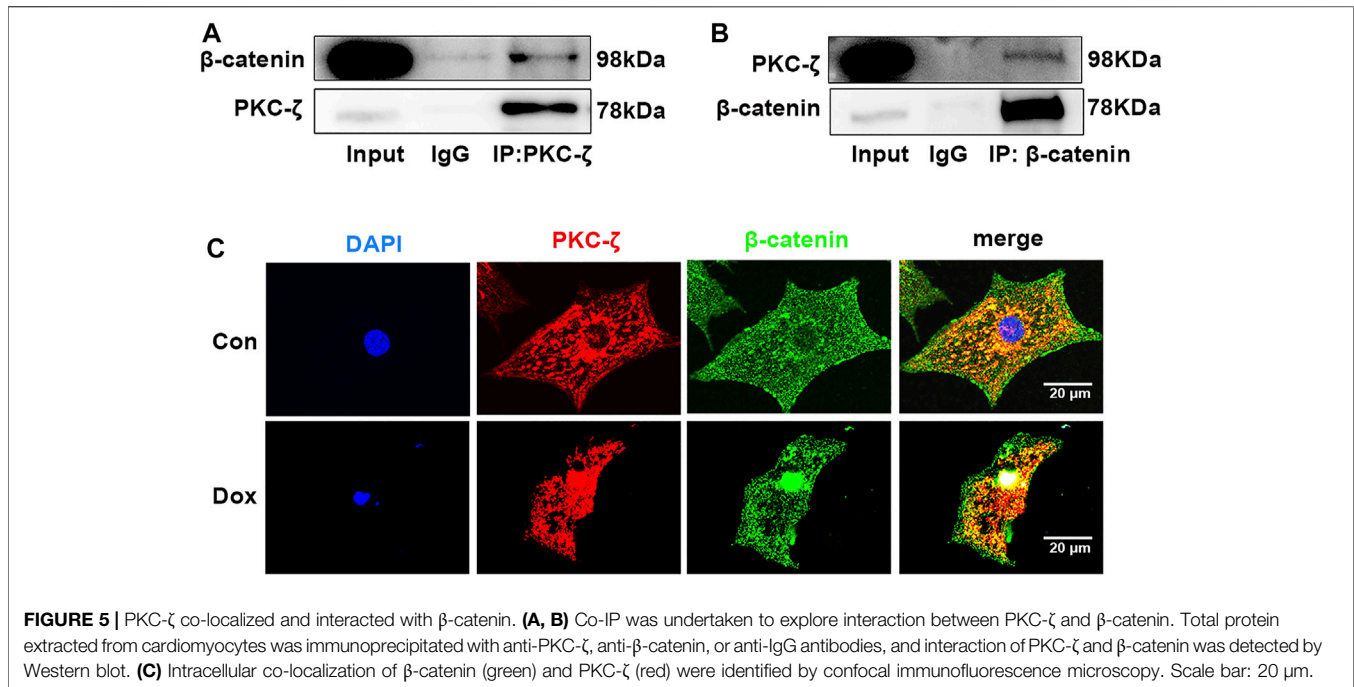 A
B
β-catenin
98kDa
PKC-ζ
98KDa
PKC-ζ
78kDa
β-catenin
78KDa
Input IgG IP:PKC-ζ
Input IgG IP: β-catenin
C
DAPI PKC-ζ β-catenin merge
Con
20 µm
Dox
20 µm
FIGURE 5 | PKC-ζ co-localized and interacted with β-catenin. (A, B) Co-IP was undertaken to explore interaction between PKC-ζ and β-catenin. Total protein
extracted from cardiomyocytes was immunoprecipitated with anti-PKC-ζ, anti-β-catenin, or anti-IgG antibodies, and interaction of PKC-ζ and β-catenin was detected by
Western blot. (C) Intracellular co-localization of β-catenin (green) and PKC-ζ (red) were identified by confocal immunofluorescence microscopy. Scale bar: 20 µm.